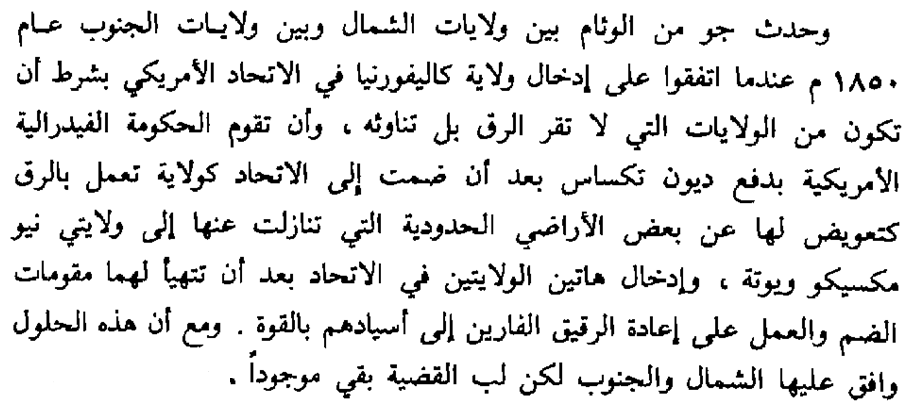 وحدث جو من الوئام بين ولايات الشمال وبين ولايـات الجنوب عـام
١٨٥٠ م عندما اتفقوا على إدخال ولاية كاليفورنيا في الاتحاد الأمريكي بشرط أن
تكون من الولايات التي لا تقر الرق بل تناوئه ، وأن تقوم الحكومة الفيدرالية
الأمريكية بدفع ديون تكساس بعد أن ضمت إلى الاتحاد كولاية تعمل بالرق
كتعويض لها عن بعض الأراضي الحدودية التي تنازلت عنها إلى ولايتي نيو
مكسيكو ويوتة ، وإدخال هاتين الولايتين في الاتحاد بعد أن تتهيأ لهما مقومات
الضم والعمل على إعادة الرقيق الفارين إلى أسيادهم بالقوة . ومع أن هذه الحلول
وافق عليها الشمال والجنوب لكن لب القضية بقي موجوداً .